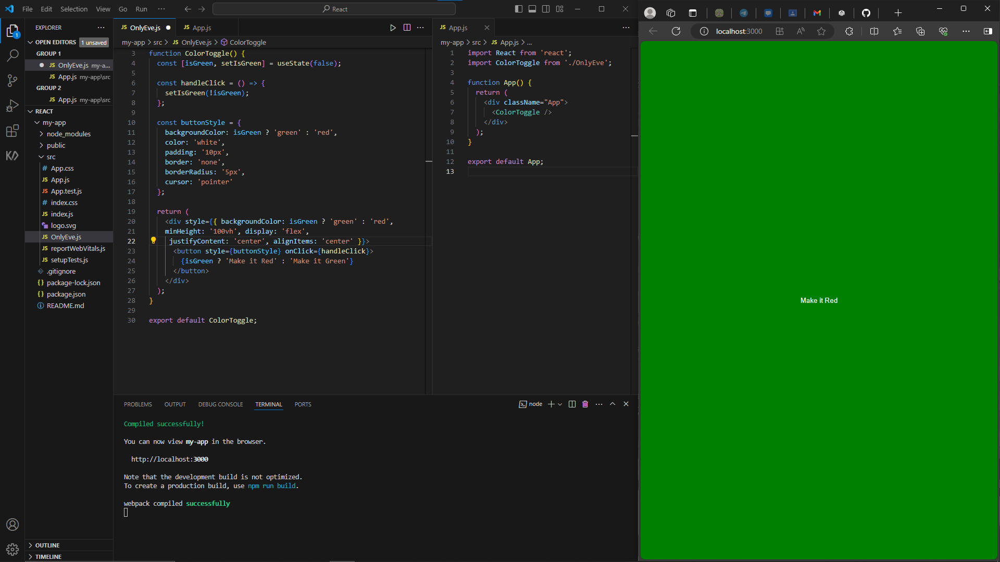 File Edit Selection View Go Run ··· React
EXPLORER ···
OPEN EDITORS 1 unsaved
GROUP 1
JS OnlyEve.js my-a...
JS App.js my-app\src
GROUP 2
JS App.js my-app\src
REACT
my-app
node_modules
public
src
# App.css
JS App.js
JS App.test.js
# index.css
JS index.js
logo.svg
JS OnlyEve.js
JS reportWebVitals.js
JS setupTests.js
.gitignore
{} package-lock.json
{} package.json
README.md
OUTLINE
TIMELINE
1
JS OnlyEve.js JS App.js
my-app > src > JS OnlyEve.js > ColorToggle
3 function ColorToggle() {
4 const [isGreen, setIsGreen] = useState(false);
5
6 const handleClick = () => {
7 setIsGreen(!isGreen);
8 };
9
10 const buttonStyle = {
11 backgroundColor: isGreen ? 'green' : 'red',
12 color: 'white',
13 padding: '10px',
14 border: 'none',
15 borderRadius: '5px',
16 cursor: 'pointer'
17 };
18
19 return (
20 <div style={{ backgroundColor: isGreen ? 'green' : 'red',
21 minHeight: '100vh', display: 'flex',
22 justifyContent: 'center', alignItems: 'center' }}>
23 <button style={buttonStyle} onClick={handleClick}>
24 {isGreen ? 'Make it Red' : 'Make it Green'}
25 </button>
26 </div>
27 );
28 }
29
30 export default ColorToggle;
JS App.js
my-app > src > JS App.js > ...
1 import React from 'react';
2 import ColorToggle from './OnlyEve';
3
4 function App() {
5 return (
6 <div className="App">
7 <ColorToggle />
8 </div>
9 );
10 }
11
12 export default App;
13
PROBLEMS OUTPUT DEBUG CONSOLE TERMINAL PORTS
node
Compiled successfully!
You can now view my-app in the browser.
http://localhost:3000
Note that the development build is not optimized.
To create a production build, use npm run build.
webpack compiled successfully
localhost:3000
Make it Red